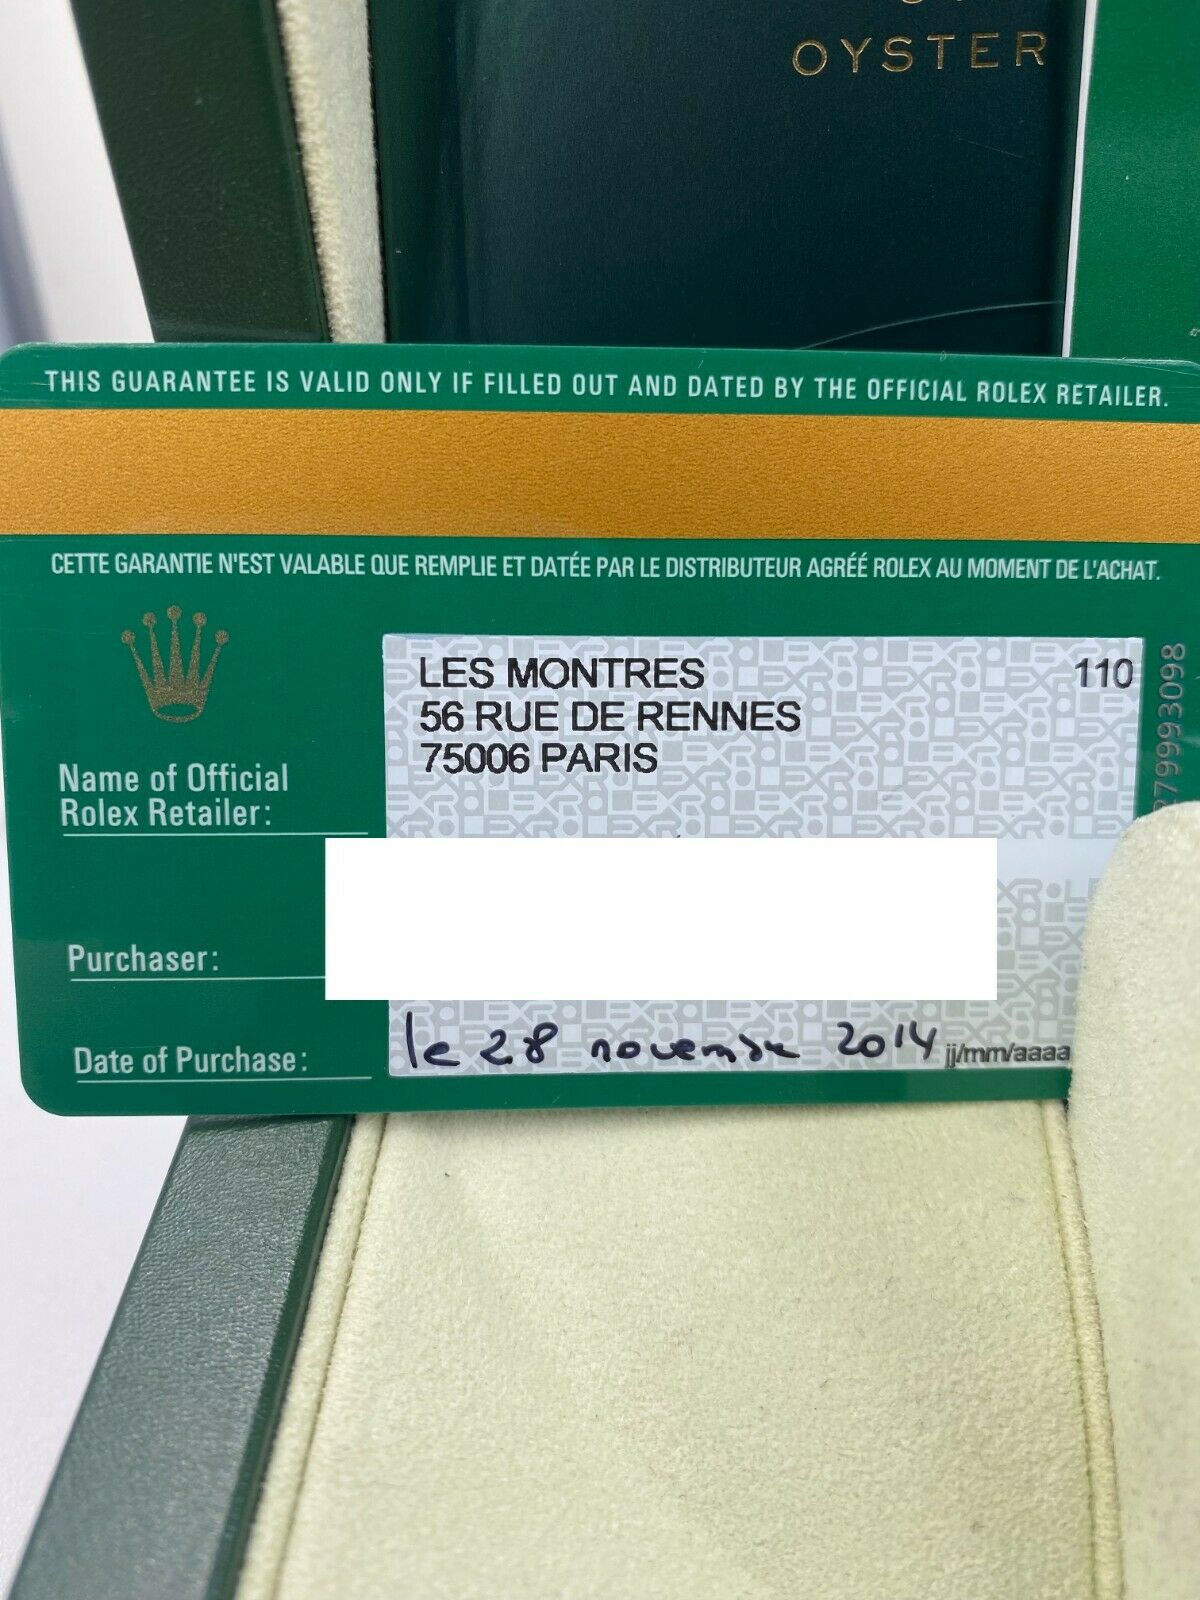 OYSTER
THIS GUARANTEE IS VALID ONLY IF FILLED OUT AND DATED BY THE OFFICIAL ROLEX RETAILER.
CETTE GARANTIE N'EST VALABLE QUE REMPLIE ET DATÉE PAR LE DISTRIBUTEUR AGRÉÉ ROLEX AU MOMENT DE L'ACHAT.
LES MONTRES 110
56 RUE DE RENNES
75006 PARIS
Name of Official
Rolex Retailer:
Purchaser:
Date of Purchase: le 28 novembre 2014 jj/mm/aaaa